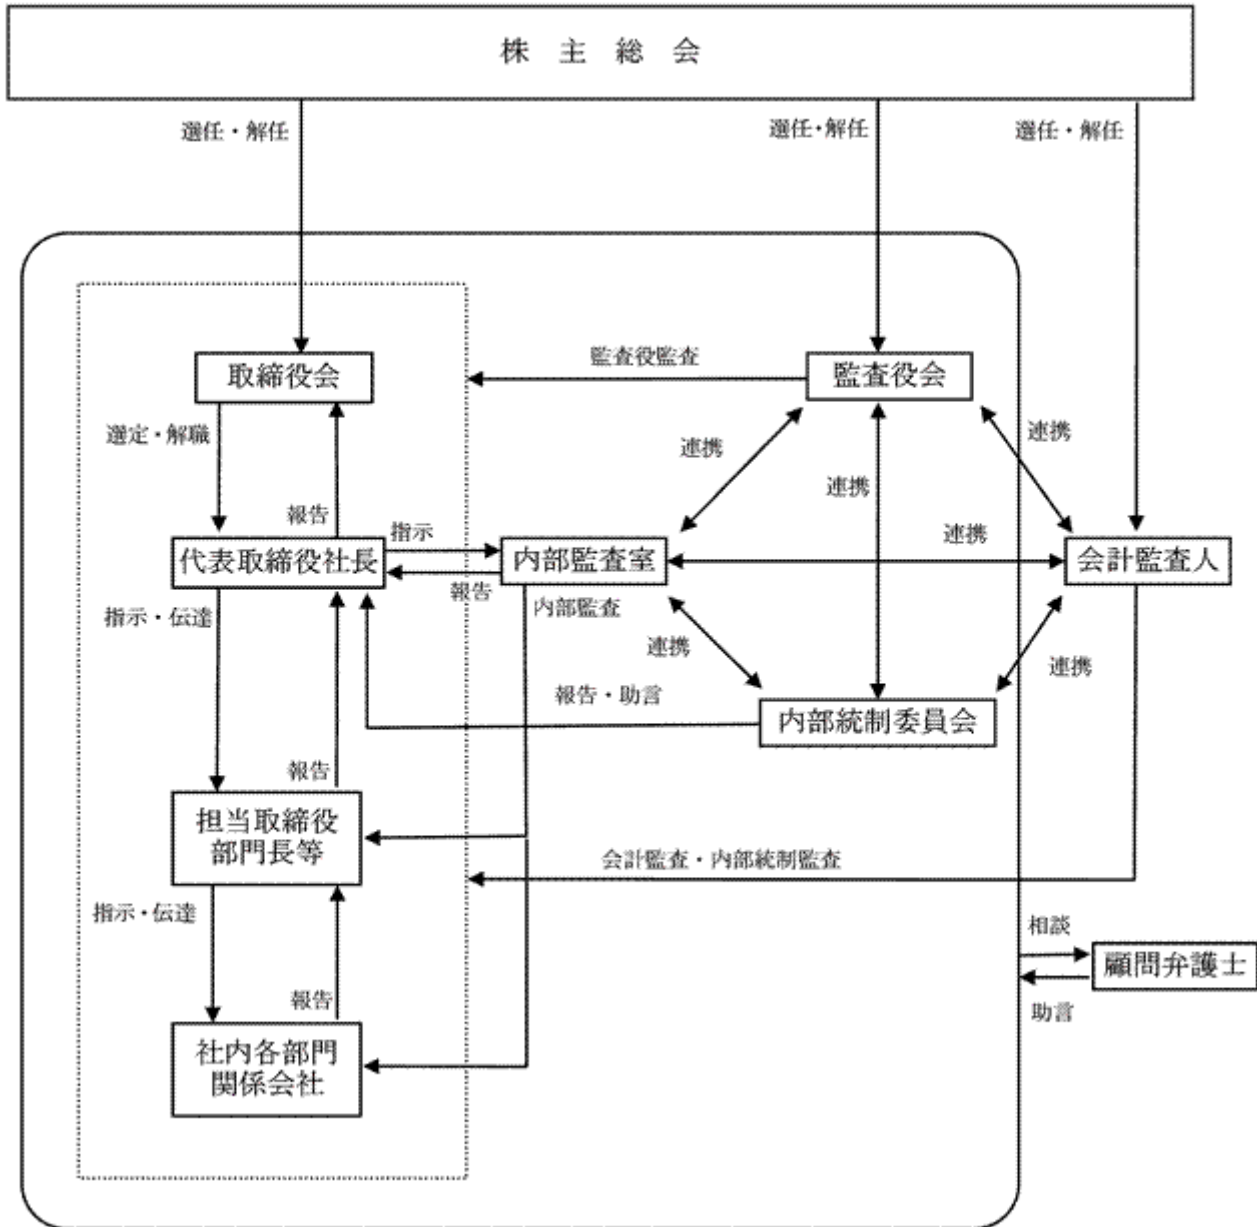 株主総会
選任・解任
選任・解任
選任・解任
取締役会
監査役監査
監査役会
選定・解職
連携
連携
連携
報告
指示
代表取締役社長
内部監査室
連携
会計監査人
報告
内部監査
指示・伝達
連携
連携
報告・助言
内部統制委員会
報告
担当取締役
部門長等
会計監査・内部統制監査
指示・伝達
相談
顧問弁護士
報告
助言
社内各部門
関係会社